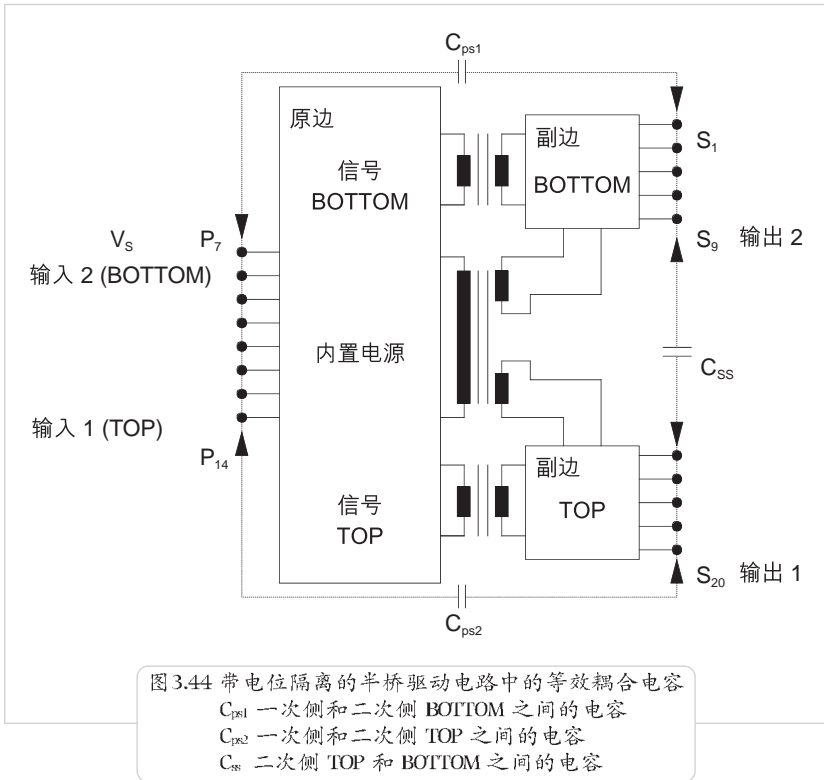 Cps1
原边
信号
BOTTOM
副边
BOTTOM
S1
VS
P7
S9
输出 2
输入 2 (BOTTOM)
内置电源
CSS
输入 1 (TOP)
P14
信号
TOP
副边
TOP
S20
输出 1
Cps2
图3.44 带电位隔离的半桥驱动电路中的等效耦合电容
Cps1 一次侧和二次侧 BOTTOM 之间的电容
Cps2 一次侧和二次侧 TOP 之间的电容
Css 二次侧 TOP 和 BOTTOM 之间的电容